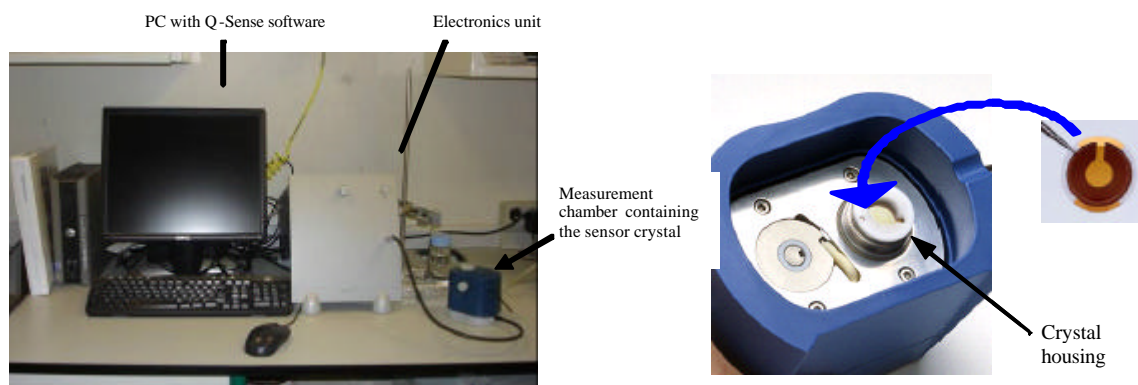 PC with Q-Sense software
Electronics unit
Measurement
chamber containing
the sensor crystal
Crystal
housing